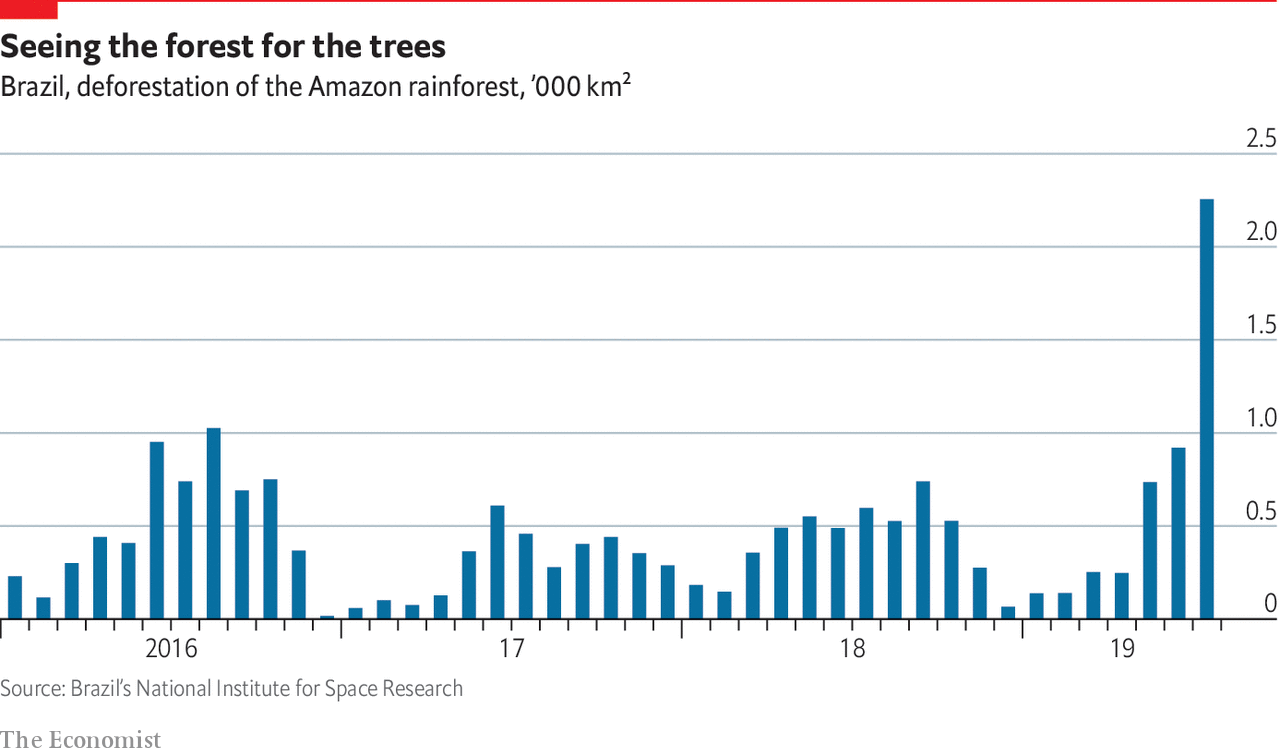 Seeing the forest for the trees
Brazil, deforestation of the Amazon rainforest, ’000 km²
2.5
2.0
1.5
1.0
0.5
0
2016 17 18 19
Source: Brazil’s National Institute for Space Research
The Economist